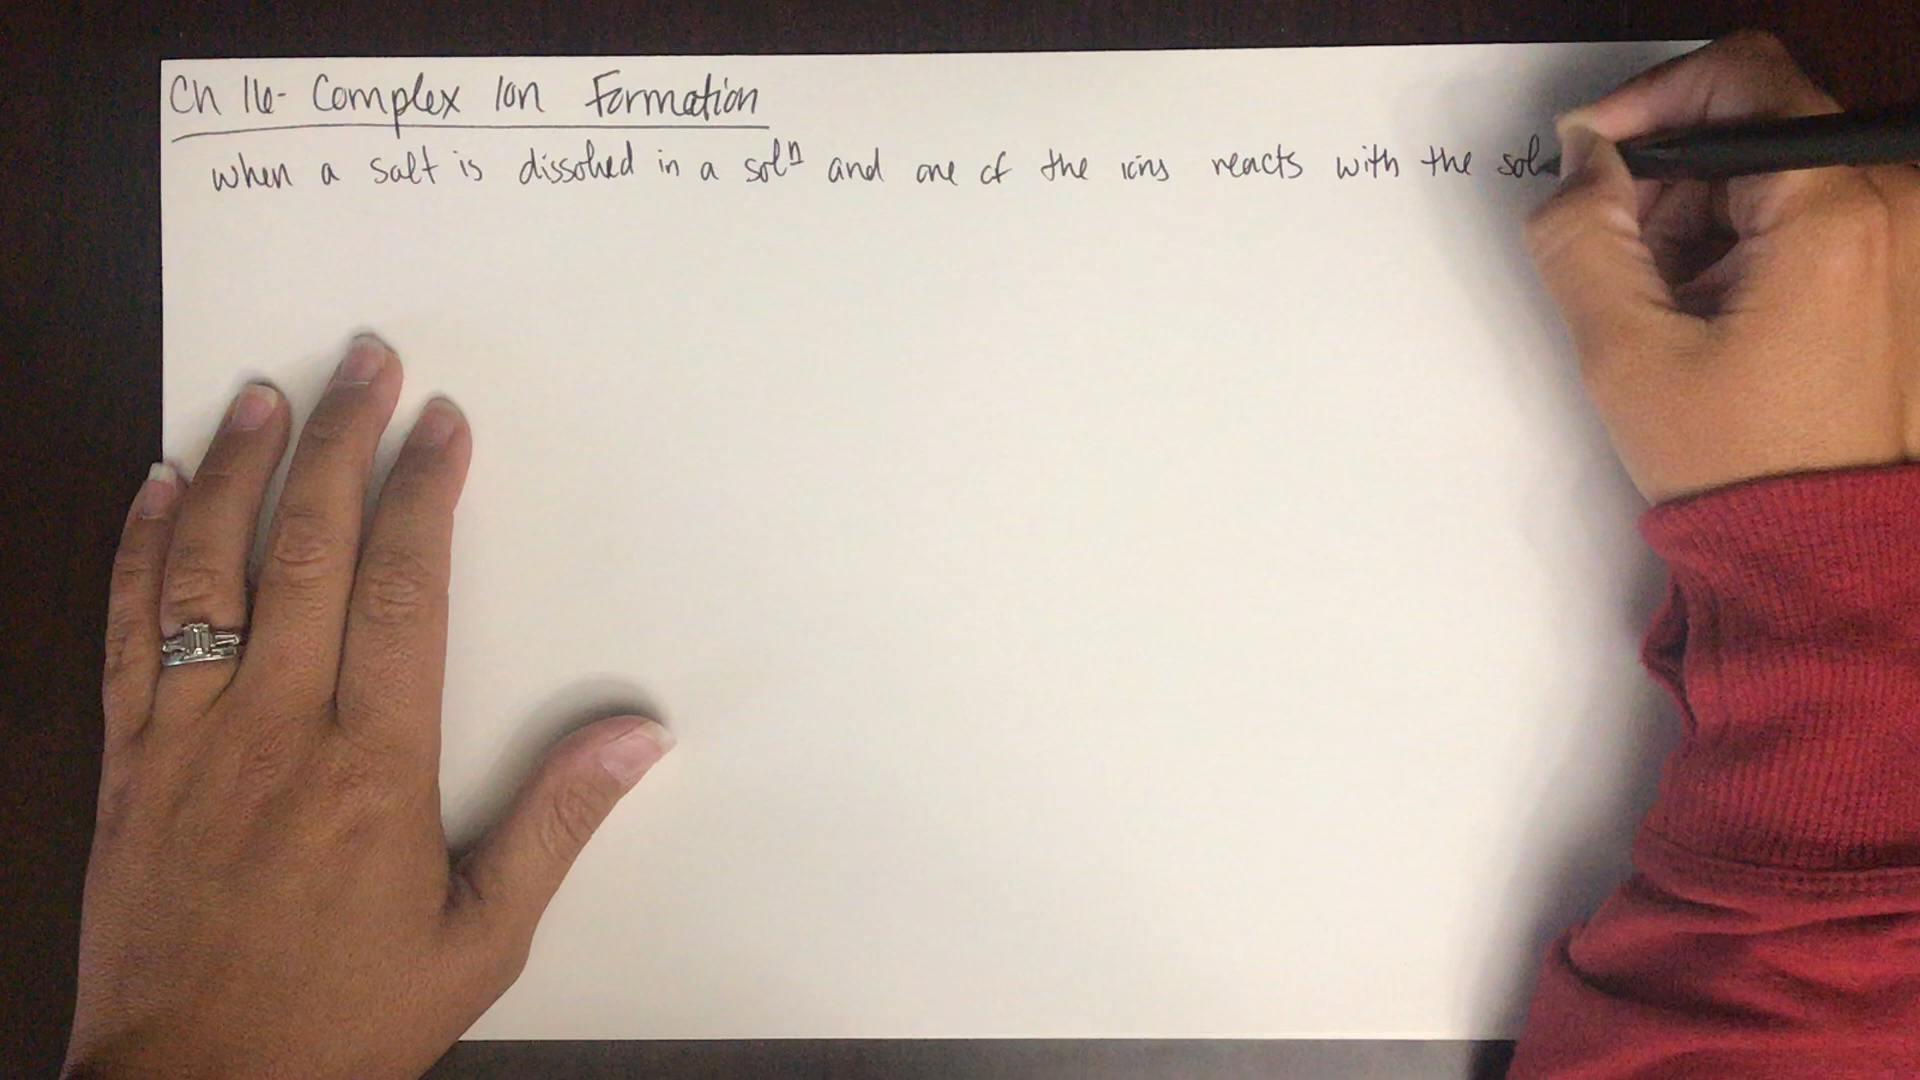 Ch 16- Complex Ion Formation
when a salt is dissolved in a solⁿ and one of the ions reacts with the sol